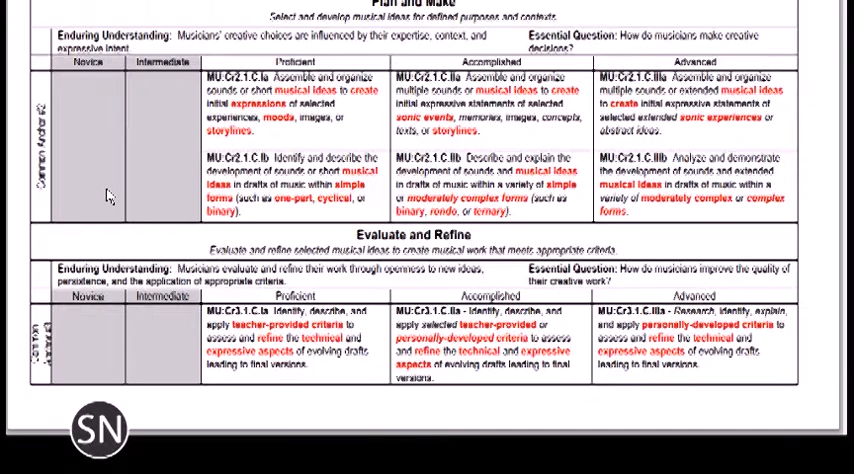 Plan and Make
Select and develop musical ideas for defined purposes and contexts.
Enduring Understanding: Musicians' creative choices are influenced by their expertise, context, and
expressive intent.
Essential Question: How do musicians make creative
decisions?
Novice
Intermediate
Proficient
Accomplished
Advanced
Common Anchor #2
MU:Cr2.1.C.Ia Assemble and organize
sounds or short musical ideas to create
initial expressions of selected
experiences, moods, images, or
storylines.
MU:Cr2.1.C.IIa Assemble and organize
multiple sounds or musical ideas to create
initial expressive statements of selected
sonic events, memories, images, concepts,
texts, or storylines.
MU:Cr2.1.C.IIIa Assemble and organize
multiple sounds or extended musical ideas
to create initial expressive statements of
selected extended sonic experiences or
abstract ideas.
MU:Cr2.1.C.Ib Identify and describe the
development of sounds or short musical
ideas in drafts of music within simple
forms (such as one-part, cyclical, or
binary).
MU:Cr2.1.C.IIb Describe and explain the
development of sounds and musical ideas
in drafts of music within a variety of simple
or moderately complex forms (such as
binary, rondo, or ternary).
MU:Cr2.1.C.IIIb Analyze and demonstrate
the development of sounds and extended
musical ideas in drafts of music within a
variety of moderately complex or complex
forms.
Evaluate and Refine
Evaluate and refine selected musical ideas to create musical work that meets appropriate criteria.
Enduring Understanding: Musicians evaluate and refine their work through openness to new ideas,
persistence, and the application of appropriate criteria.
Essential Question: How do musicians improve the quality of
their creative work?
Novice
Intermediate
Proficient
Accomplished
Advanced
Common
MU:Cr3.1.C.Ia - Identify, describe, and
apply teacher-provided criteria to
assess and refine the technical and
expressive aspects of evolving drafts
leading to final versions.
MU:Cr3.1.C.IIa - Identify, describe, and
apply selected teacher-provided or
personally-developed criteria to assess
and refine the technical and expressive
aspects of evolving drafts leading to final
versions.
MU:Cr3.1.C.IIIa - Research, identify, explain,
and apply personally-developed criteria to
assess and refine the technical and
expressive aspects of evolving drafts
leading to final versions.
SN